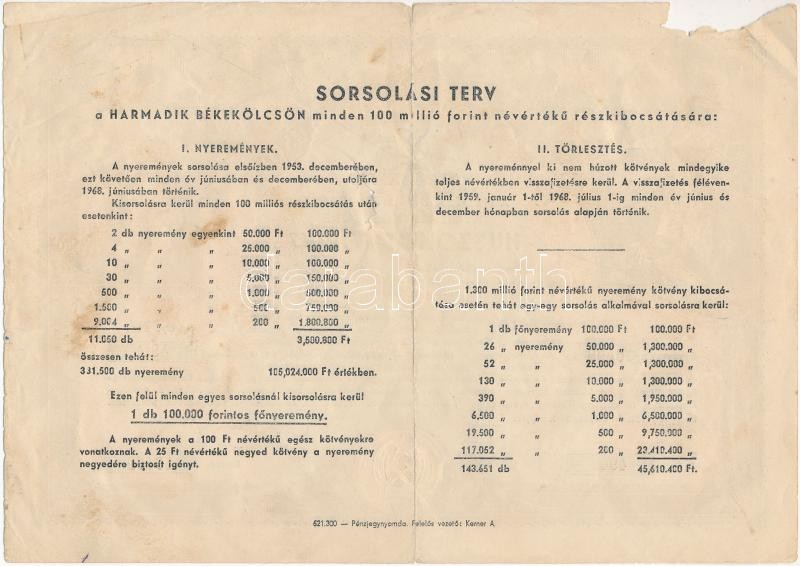 SORSOLÁSI TERV
a HARMADIK BÉKEKÖLCSÖN minden 100 millió forint névértékű részkibocsátására:
I. NYEREMÉNYEK.
A nyeremények sorsolása elsőízben 1953. decemberében,
ezt követően minden év júniusában és decemberében, utoljára
1968. júniusában történik.
Kisorsolásra kerül minden 100 milliós részkibocsátás után
esetenkint:
2 db nyeremény egyenkint 50.000 Ft 100.000 Ft
4 „ „ „ 25.000 „ 100.000 „
10 „ „ „ 10.000 „ 100.000 „
30 „ „ „ 5.000 „ 150.000 „
500 „ „ „ 1.000 „ 500.000 „
1.500 „ „ „ 500 „ 750.000 „
9.004 „ „ „ 200 „ 1.800.800 „
11.050 db 3,500.800 Ft
összesen tehát:
331.500 db nyeremény 105,024.000 Ft értékben.
Ezen felül minden egyes sorsolásnál kisorsolásra kerül
1 db 100.000 forintos főnyeremény.
A nyeremények a 100 Ft névértékű egész kötvényekre
vonatkoznak. A 25 Ft névértékű negyed kötvény a nyeremény
negyedére biztosít igényt.
II. TÖRLESZTÉS.
A nyereménnyel ki nem húzott kötvények mindegyike
teljes névértékben visszafizetésre kerül. A visszafizetés féléven-
kint 1959. január 1-től 1968. július 1-ig minden év június és
december hónapban sorsolás alapján történik.
1.300 millió forint névértékű nyeremény kötvény kibocsá-
tása esetén tehát egy-egy sorsolás alkalmával sorsolásra kerül:
1 db főnyeremény 100.000 Ft 100.000 Ft
26 „ nyeremény 50.000 „ 1,300.000 „
52 „ „ 25.000 „ 1,300.000 „
130 „ „ 10.000 „ 1,300.000 „
390 „ „ 5.000 „ 1,950.000 „
6.500 „ „ 1.000 „ 6,500.000 „
19.500 „ „ 500 „ 9,750.000 „
117.052 „ „ 200 „ 23,410.400 „
143.651 db 45,610.400 Ft.
621.300 — Pénzjegynyomda. Felelős vezető: Kerner A.
darabanth